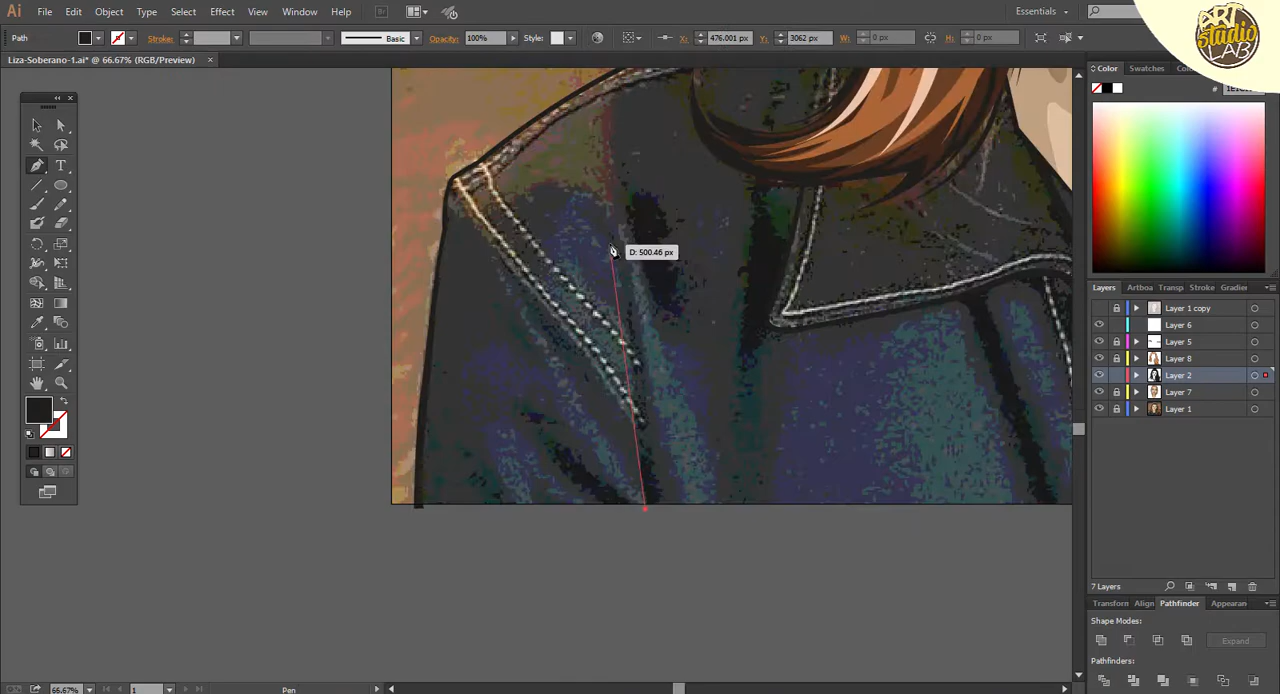 Ai File Edit Object Type Select Effect View Window Help Br Essentials
Path Stroke: Basic Opacity: 100% Style: X: 476.001 px Y: 3062 px W: 0 px H: 0 px
ART Studio LAB
Liza-Soberano-1.ai* @ 66.67% (RGB/Preview)
Color Swatches
#
D: 500.46 px
Layers Artboa Transp Stroke Gradier
Layer 1 copy
Layer 6
Layer 5
Layer 8
Layer 2
Layer 7
Layer 1
7 Layers
Transform Align Pathfinder Appearan
Shape Modes:
Expand
Pathfinders:
66.67% 1 Pen